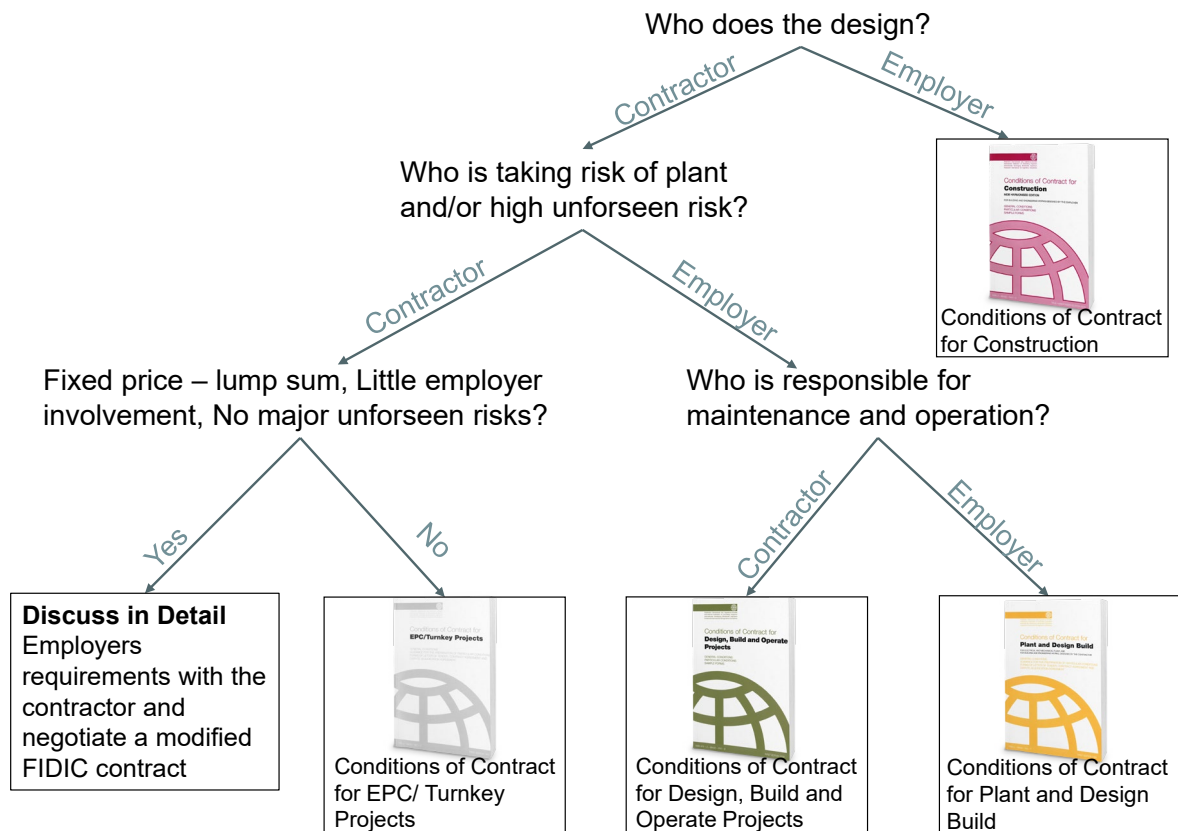 Who does the design?
Contractor
Employer
Who is taking risk of plant
and/or high unforseen risk?
Conditions of Contract for
Construction
Conditions of Contract
for Construction
Contractor
Employer
Fixed price – lump sum, Little employer
involvement, No major unforseen risks?
Who is responsible for
maintenance and operation?
Yes
No
Contractor
Employer
Discuss in Detail
Employers
requirements with the
contractor and
negotiate a modified
FIDIC contract
Conditions of Contract for
EPC/Turnkey Projects
Conditions of Contract
for EPC/ Turnkey
Projects
Conditions of Contract for
Design, Build and Operate
Projects
Conditions of Contract
for Design, Build and
Operate Projects
Conditions of Contract for
Plant and Design Build
Conditions of Contract
for Plant and Design
Build